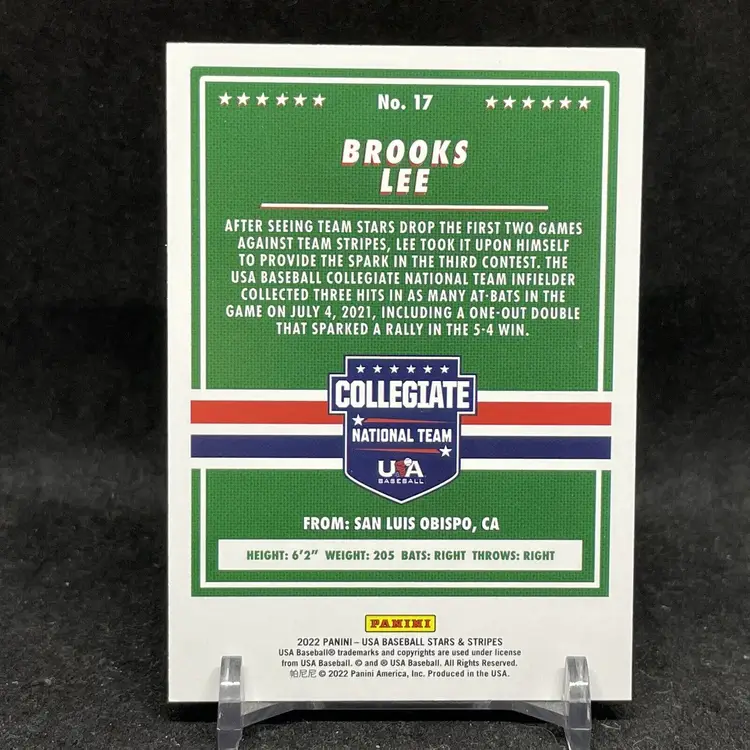 No. 17
BROOKS
LEE
AFTER SEEING TEAM STARS DROP THE FIRST TWO GAMES
AGAINST TEAM STRIPES, LEE TOOK IT UPON HIMSELF
TO PROVIDE THE SPARK IN THE THIRD CONTEST. THE
USA BASEBALL COLLEGIATE NATIONAL TEAM INFIELDER
COLLECTED THREE HITS IN AS MANY AT-BATS IN THE
GAME ON JULY 4, 2021, INCLUDING A ONE-OUT DOUBLE
THAT SPARKED A RALLY IN THE 5-4 WIN.
COLLEGIATE
NATIONAL TEAM
USA
BASEBALL
FROM: SAN LUIS OBISPO, CA
HEIGHT: 6'2" WEIGHT: 205 BATS: RIGHT THROWS: RIGHT
PANINI
2022 PANINI – USA BASEBALL STARS & STRIPES
USA Baseball® trademarks and copyrights are used under license
from USA Baseball. © and ® USA Baseball. All Rights Reserved.
帕尼尼 © 2022 Panini America, Inc. Produced in the USA.